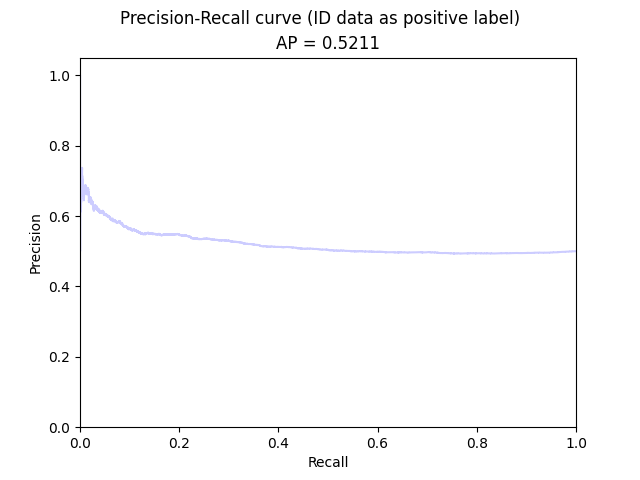 Precision-Recall curve (ID data as positive label)
AP = 0.5211
1.0
0.8
0.6
0.4
0.2
0.0
Precision
0.0 0.2 0.4 0.6 0.8 1.0
Recall